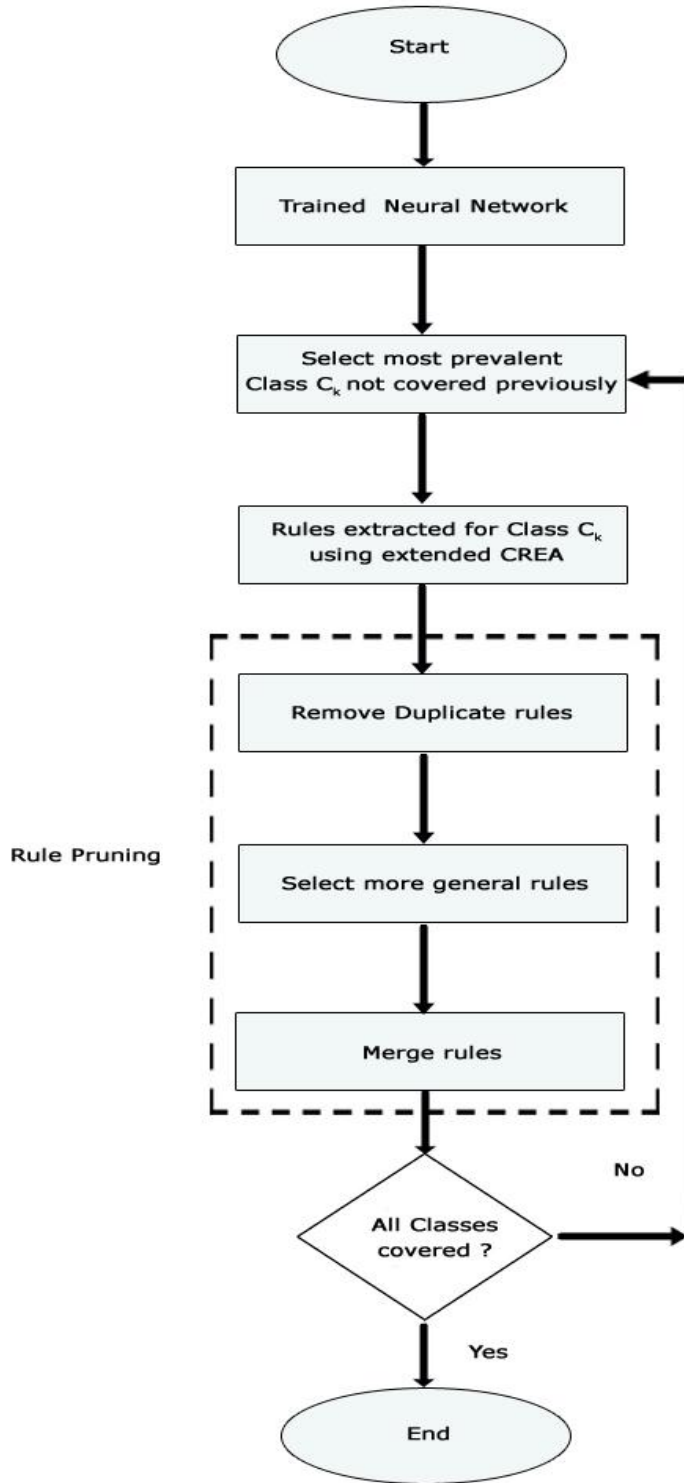 Start
Trained Neural Network
Select most prevalent
Class Ck not covered previously
Rules extracted for Class Ck
using extended CREA
Remove Duplicate rules
Rule Pruning
Select more general rules
Merge rules
No
All Classes
covered ?
Yes
End